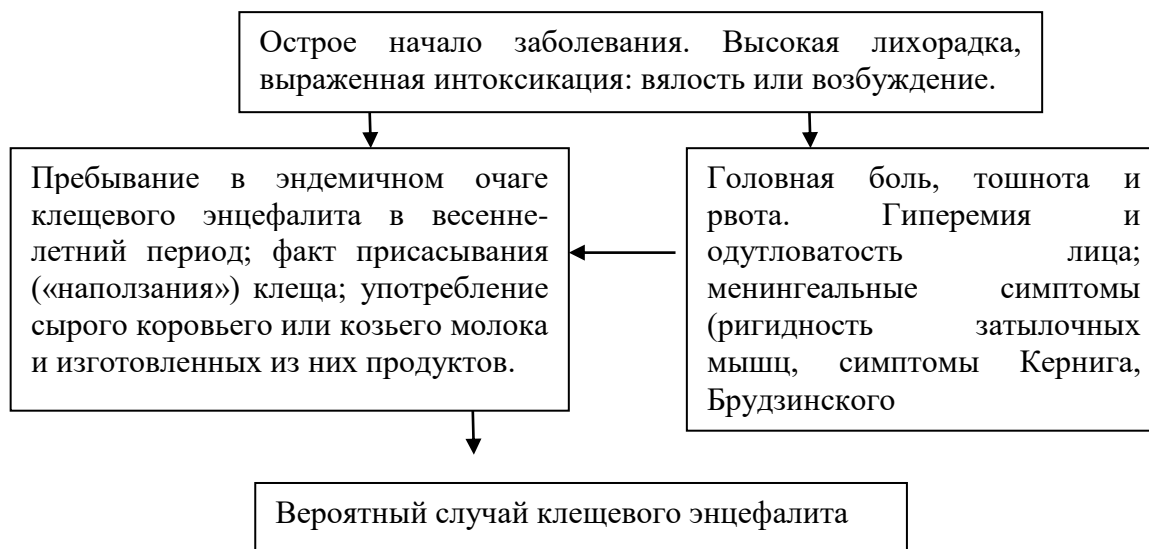 Острое начало заболевания. Высокая лихорадка,
выраженная интоксикация: вялость или возбуждение.
Пребывание в эндемичном очаге
клещевого энцефалита в весенне-
летний период; факт присасывания
(«наползания») клеща; употребление
сырого коровьего или козьего молока
и изготовленных из них продуктов.
Головная боль, тошнота и
рвота. Гиперемия и
одутловатость лица;
менингеальные симптомы
(ригидность затылочных
мышц, симптомы Кернига,
Брудзинского
Вероятный случай клещевого энцефалита